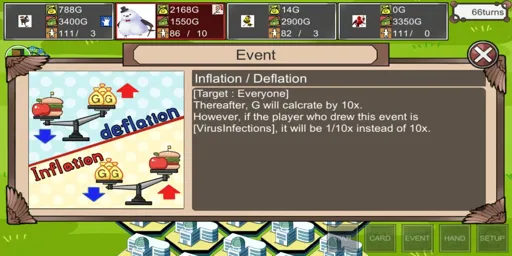 788G
3400G
111/ 3
2168G
1550G
86 / 10
14G
2900G
82 / 3
0G
3350G
111/ 0
66turns
Event
Inflation / Deflation
[Target : Everyone]
Thereafter, G will calcrate by 10x.
However, if the player who drew this event is
[VirusInfections], it will be 1/10x instead of 10x.
G G
deflation
Inflation
G G
CARD
EVENT
HAND
SETUP